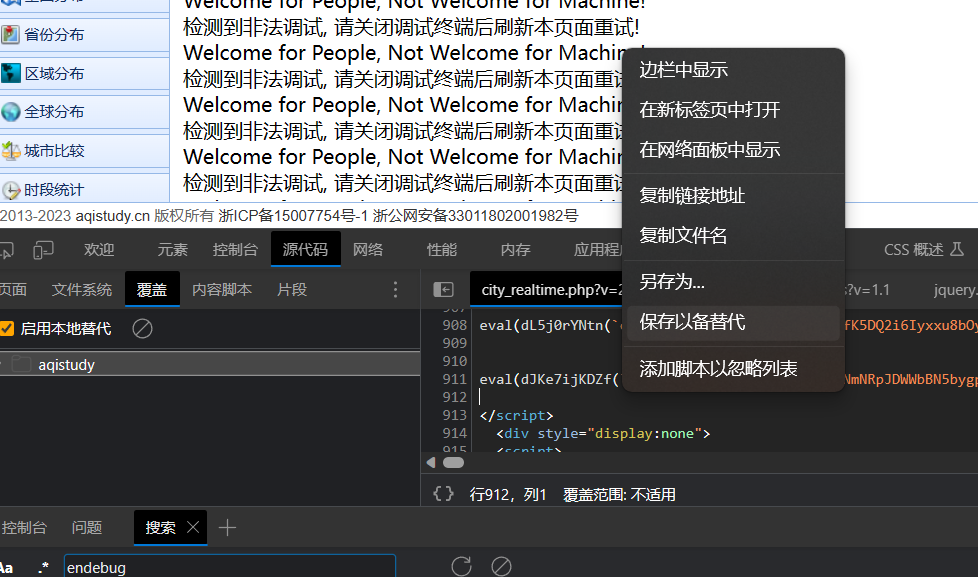 Welcome for People, Not Welcome for Machine!
省份分布
检测到非法调试, 请关闭调试终端后刷新本页面重试!
Welcome for People, Not Welcome for Machine!
区域分布
检测到非法调试, 请关闭调试终端后刷新本页面重试
Welcome for People, Not Welcome for Machin
全球分布
检测到非法调试, 请关闭调试终端后刷新本页面重试
城市比较
Welcome for People, Not Welcome for Machin
时段统计
检测到非法调试, 请关闭调试终端后刷新本页面重试
2013-2023 aqistudy.cn 版权所有 浙ICP备15007754号-1 浙公网安备33011802001982号
边栏中显示
在新标签页中打开
在网络面板中显示
复制链接地址
复制文件名
另存为...
保存以备替代
添加脚本以忽略列表
欢迎 元素 控制台 源代码 网络 性能 内存 应用程 CSS 概述
页面 文件系统 覆盖 内容脚本 片段
city_realtime.php?v=2 ?v=1.1 jquery.
启用本地替代
aqistudy
907
908 eval(dL5j0rYNtn(` fK5DQ2i6Iyxxu8bOy
909
910
911 eval(dJKe7ijKDZf( NmNRpJDWWbBN5bygp
912
913 </script>
914 <div style="display:none">
915 <script>
{} 行912，列1 覆盖范围: 不适用
控制台 问题 搜索
Aa .* endebug